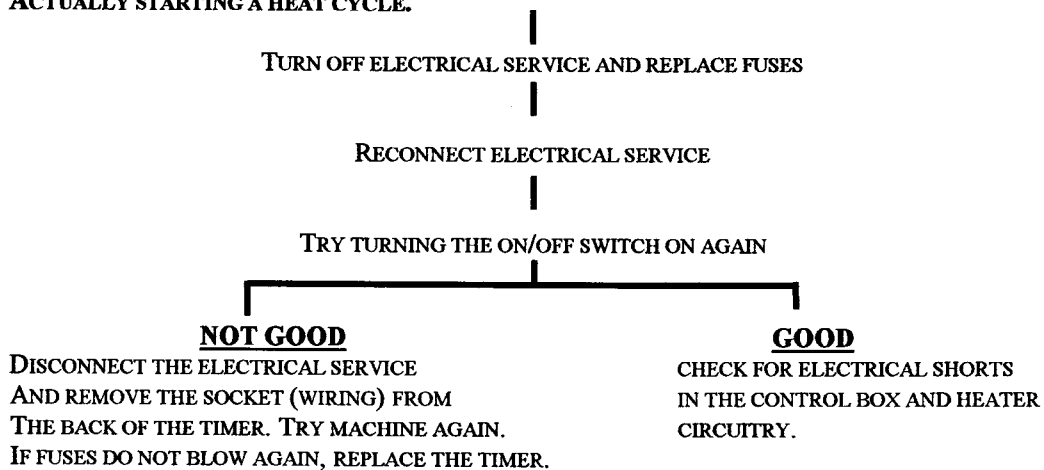 ACTUALLY STARTING A HEAT CYCLE.
TURN OFF ELECTRICAL SERVICE AND REPLACE FUSES
RECONNECT ELECTRICAL SERVICE
TRY TURNING THE ON/OFF SWITCH ON AGAIN
NOT GOOD
DISCONNECT THE ELECTRICAL SERVICE
AND REMOVE THE SOCKET (WIRING) FROM
THE BACK OF THE TIMER. TRY MACHINE AGAIN.
IF FUSES DO NOT BLOW AGAIN, REPLACE THE TIMER.
GOOD
CHECK FOR ELECTRICAL SHORTS
IN THE CONTROL BOX AND HEATER
CIRCUITRY.